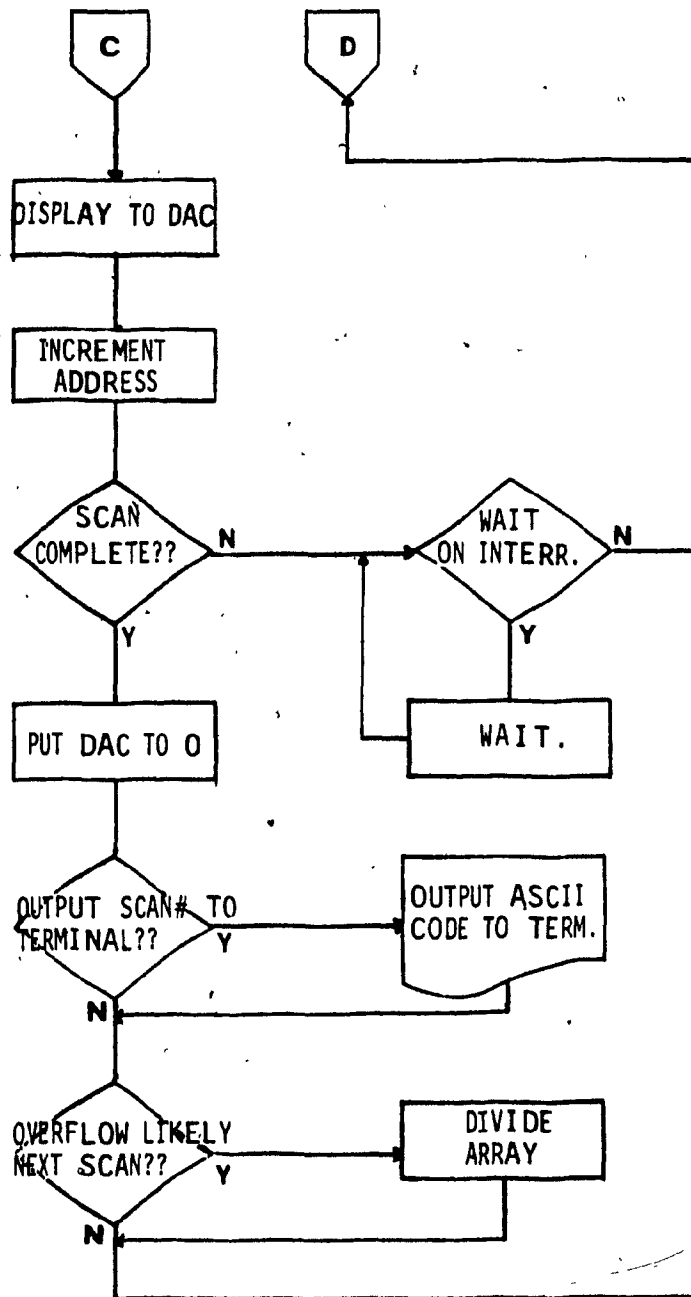 C
D
DISPLAY TO DAC
INCREMENT
ADDRESS
SCAN
COMPLETE??
N
WAIT
ON INTERR.
N
Y
Y
PUT DAC TO 0
WAIT.
OUTPUT SCAN# TO
TERMINAL??
Y
OUTPUT ASCII
CODE TO TERM.
N
OVERFLOW LIKELY
NEXT SCAN??
Y
DIVIDE
ARRAY
N